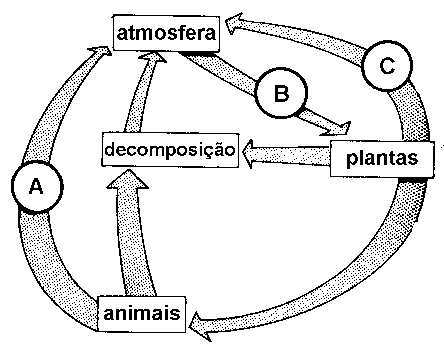 atmosfera
C
B
decomposição
plantas
A
animais